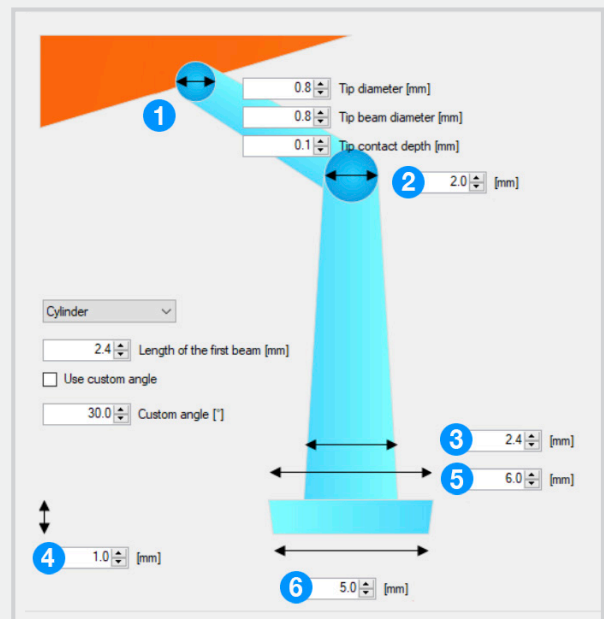 0.8 Tip diameter [mm]
1
0.8 Tip beam diameter [mm]
0.1 Tip contact depth [mm]
2 2.0 [mm]
Cylinder
2.4 Length of the first beam [mm]
Use custom angle
30.0 Custom angle [°]
3 2.4 [mm]
5 6.0 [mm]
4 1.0 [mm]
6 5.0 [mm]